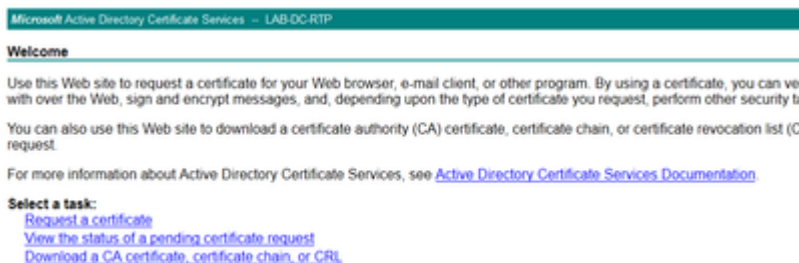 Microsoft Active Directory Certificate Services -- LAB-DC-RTP
Welcome
Use this Web site to request a certificate for your Web browser, e-mail client, or other program. By using a certificate, you can ve
with over the Web, sign and encrypt messages, and, depending upon the type of certificate you request, perform other security ta
You can also use this Web site to download a certificate authority (CA) certificate, certificate chain, or certificate revocation list (C
request.
For more information about Active Directory Certificate Services, see Active Directory Certificate Services Documentation.
Select a task:
Request a certificate
View the status of a pending certificate request
Download a CA certificate, certificate chain, or CRL